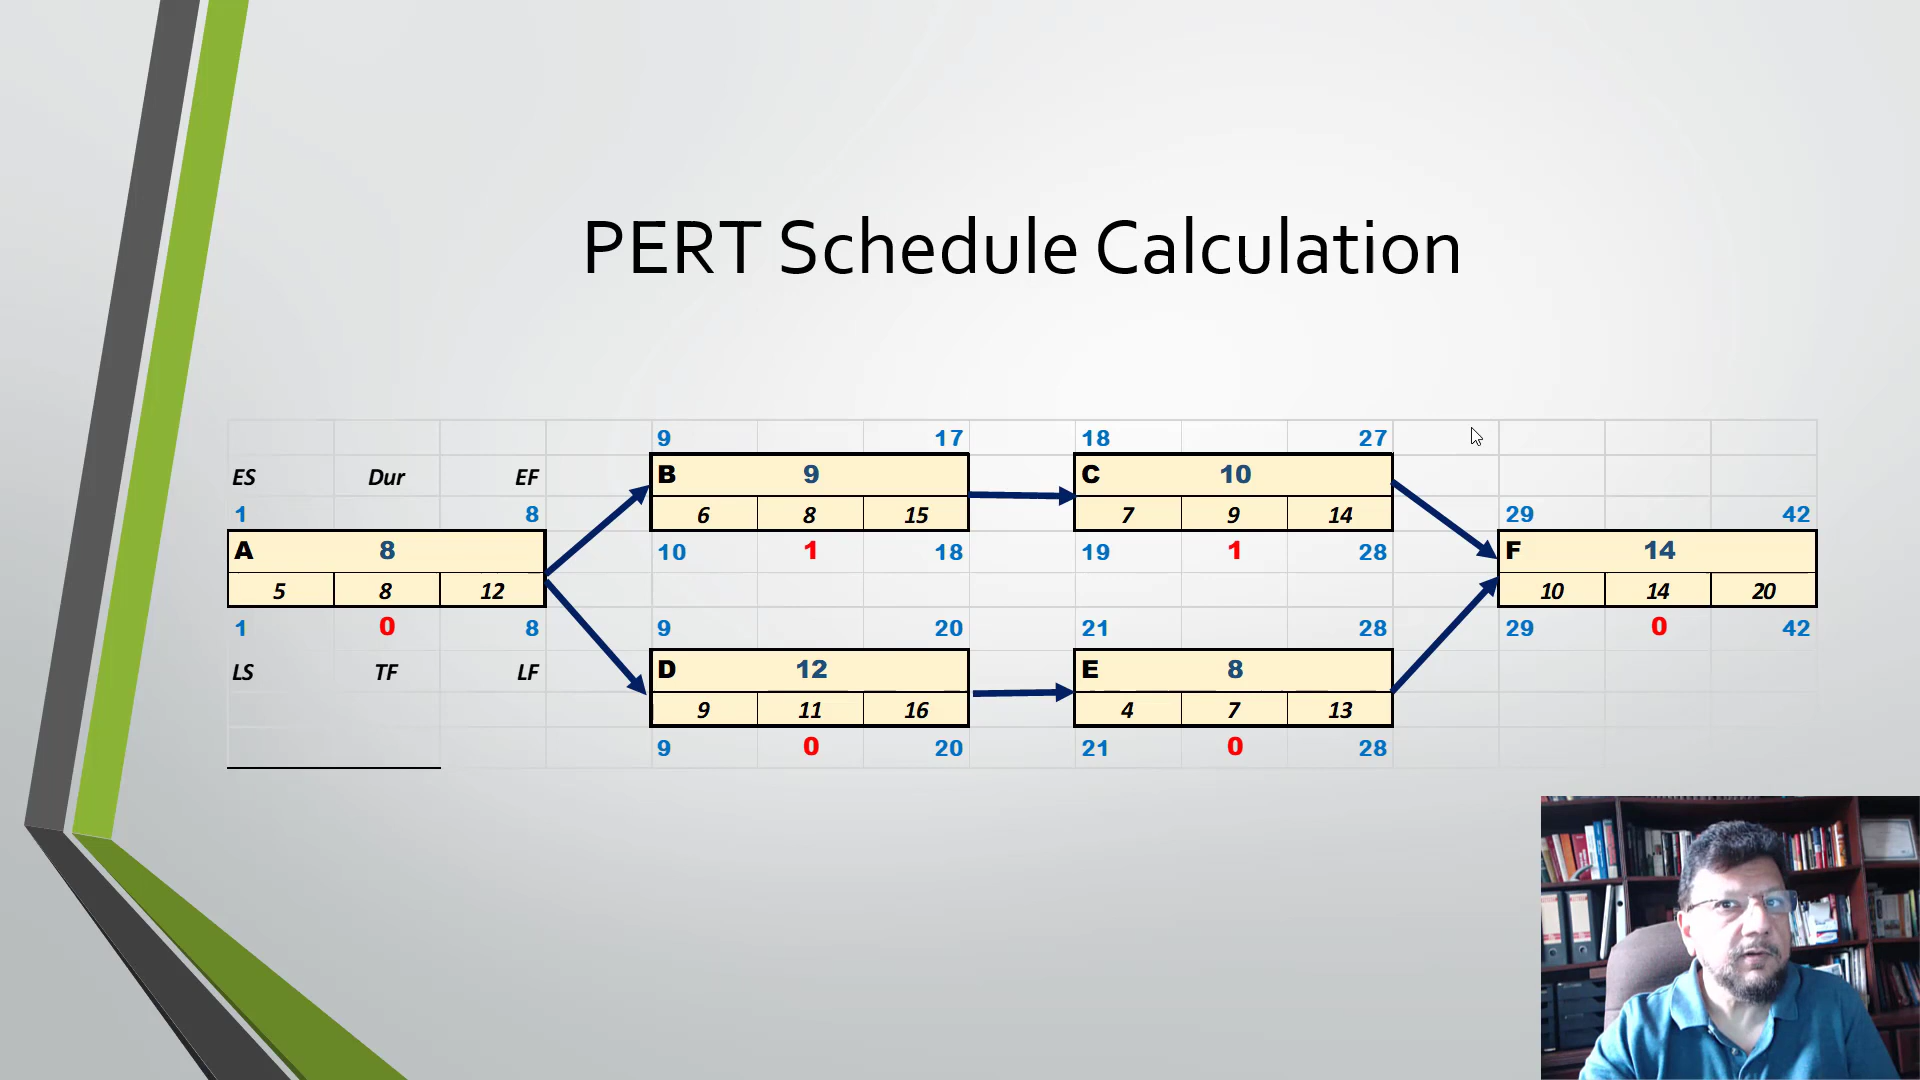 PERT Schedule Calculation
9 17 18 27
ES Dur EF B 9 C 10
1 8 6 8 15 7 9 14 29 42
A 8 10 1 18 19 1 28 F 14
5 8 12 10 14 20
1 0 8 9 20 21 28 29 0 42
LS TF LF D 12 E 8
9 11 16 4 7 13
9 0 20 21 0 28